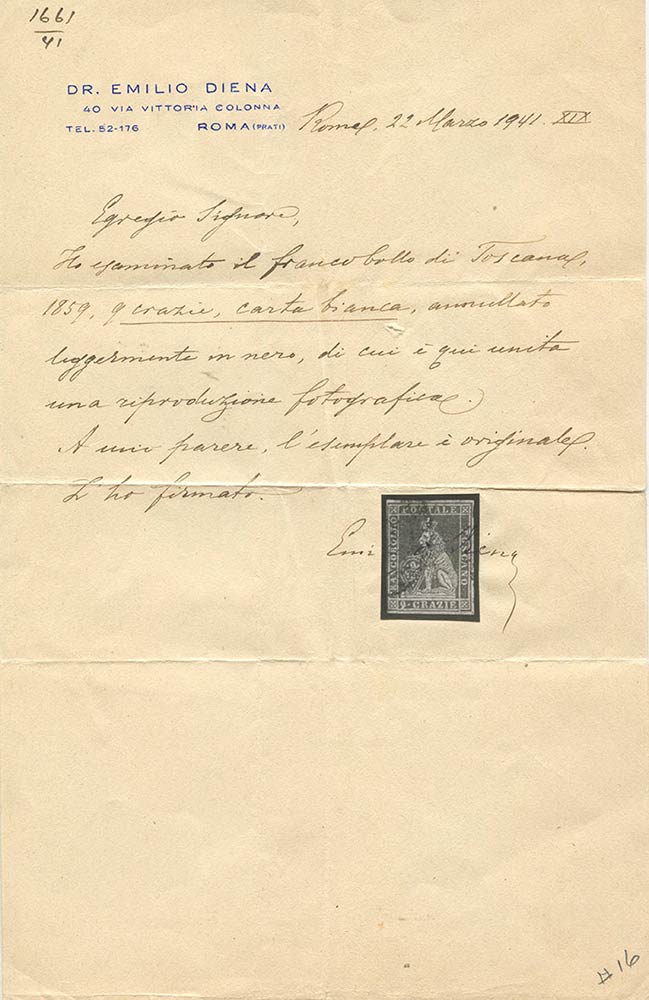 1661
41
DR. EMILIO DIENA
40 VIA VITTORIA COLONNA
TEL. 52-176 ROMA (PRATI)
Roma, 22 Marzo 1941. XIX
Egregio Signore,
Ho esaminato il francobollo di Toscana,
1859, 9 crazie, carta bianca, annullato
leggermente in nero, di cui è qui unita
una riproduzione fotografica.
A mio parere, l'esemplare è originale.
L'ho firmato.
Emi Diena
FRANCOBOLLO
POSTALE
TOSCANO
9·CRAZIE
#16